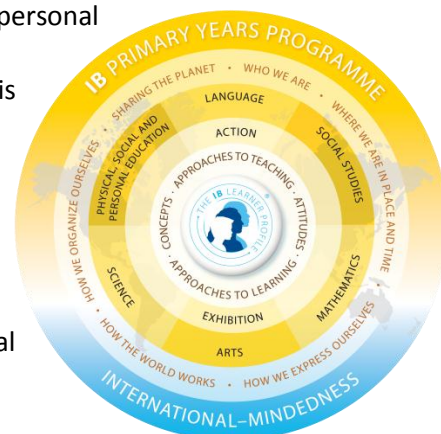 personal
is
al
IB PRIMARY YEARS PROGRAMME
SHARING THE PLANET • WHO WE ARE • WHERE WE ARE IN PLACE AND TIME • HOW WE EXPRESS OURSELVES • HOW THE WORLD WORKS • HOW WE ORGANIZE OURSELVES •
LANGUAGE
SOCIAL STUDIES
MATHEMATICS
ARTS
SCIENCE
PHYSICAL, SOCIAL AND
PERSONAL EDUCATION
ACTION
EXHIBITION
CONCEPTS • APPROACHES TO TEACHING • ATTITUDES • APPROACHES TO LEARNING •
THE IB LEARNER PROFILE
INTERNATIONAL–MINDEDNESS